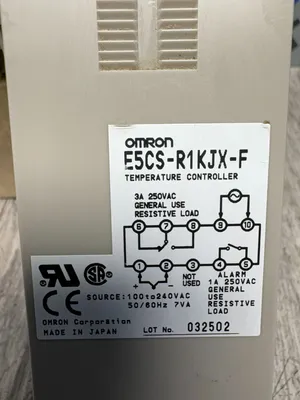 OMRON
E5CS-R1KJX-F
TEMPERATURE CONTROLLER
3A 250VAC
GENERAL USE
RESISTIVE LOAD
6 7 8 9 10
1 2 3 4 5
NOT
USED
ALARM
1A 250VAC
GENERAL
USE
RESISTIVE
LOAD
SOURCE:100to240VAC
50/60Hz 7VA
OMRON Corporation
MADE IN JAPAN
LOT No. 032502